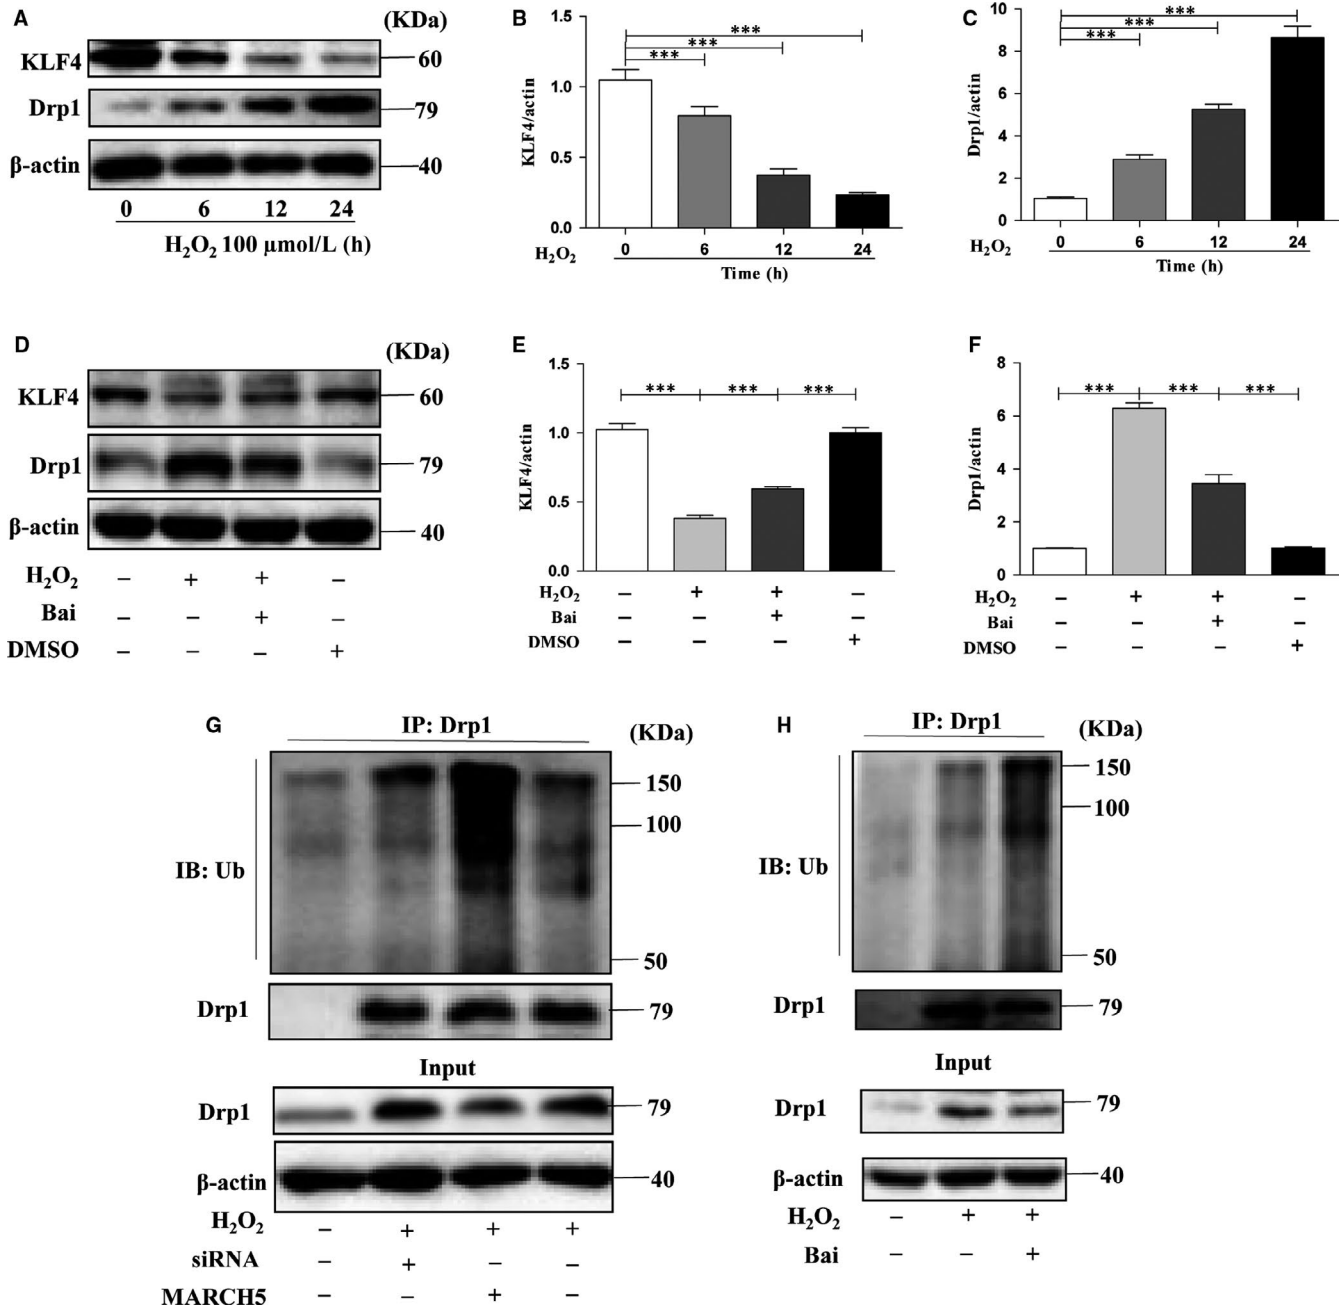 A
(KDa)
KLF4
60
Drp1
79
β-actin
40
0 6 12 24
H₂O₂ 100 μmol/L (h)
B
***
***
***
1.5
1.0
0.5
0.0
KLF4/actin
0 6 12 24
H₂O₂
Time (h)
C
***
***
***
10
8
6
4
2
0
Drp1/actin
0 6 12 24
H₂O₂
Time (h)
D
(KDa)
KLF4
60
Drp1
79
β-actin
40
H₂O₂ – + + –
Bai – – + –
DMSO – – – +
E
*** *** ***
1.5
1.0
0.5
0.0
KLF4/actin
H₂O₂ – + + –
Bai – – + –
DMSO – – – +
F
*** *** ***
8
6
4
2
0
Drp1/actin
H₂O₂ – + + –
Bai – – + –
DMSO – – – +
G
IP: Drp1
(KDa)
150
100
IB: Ub
50
Drp1
79
Input
Drp1
79
β-actin
40
H₂O₂ – + + +
siRNA – + – –
MARCH5 – – + –
H
IP: Drp1
(KDa)
150
100
IB: Ub
50
Drp1
79
Input
Drp1
79
β-actin
40
H₂O₂ – + +
Bai – – +